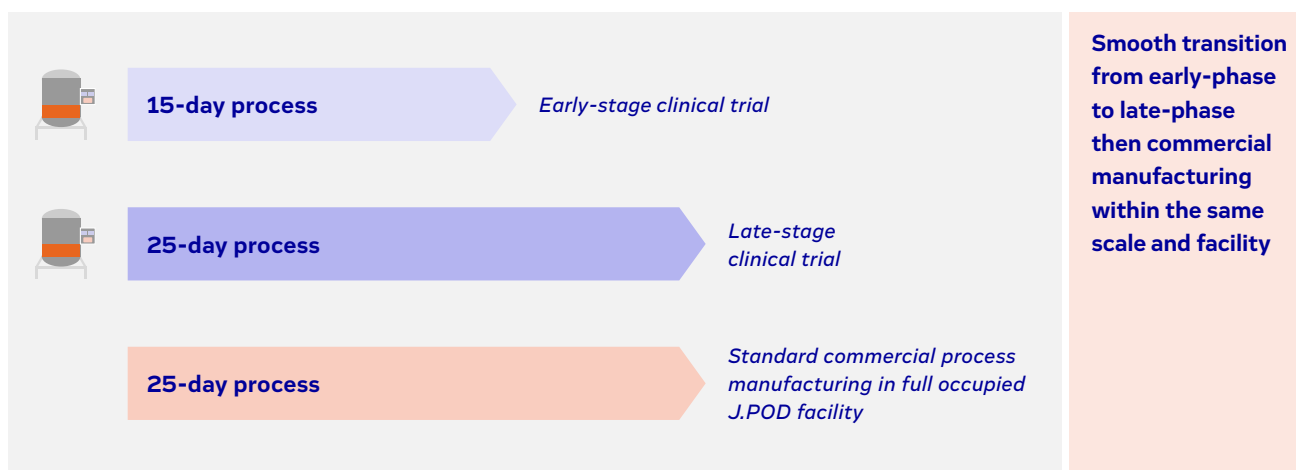 15-day process
Early-stage clinical trial
25-day process
Late-stage
clinical trial
25-day process
Standard commercial process
manufacturing in full occupied
J.POD facility
Smooth transition
from early-phase
to late-phase
then commercial
manufacturing
within the same
scale and facility